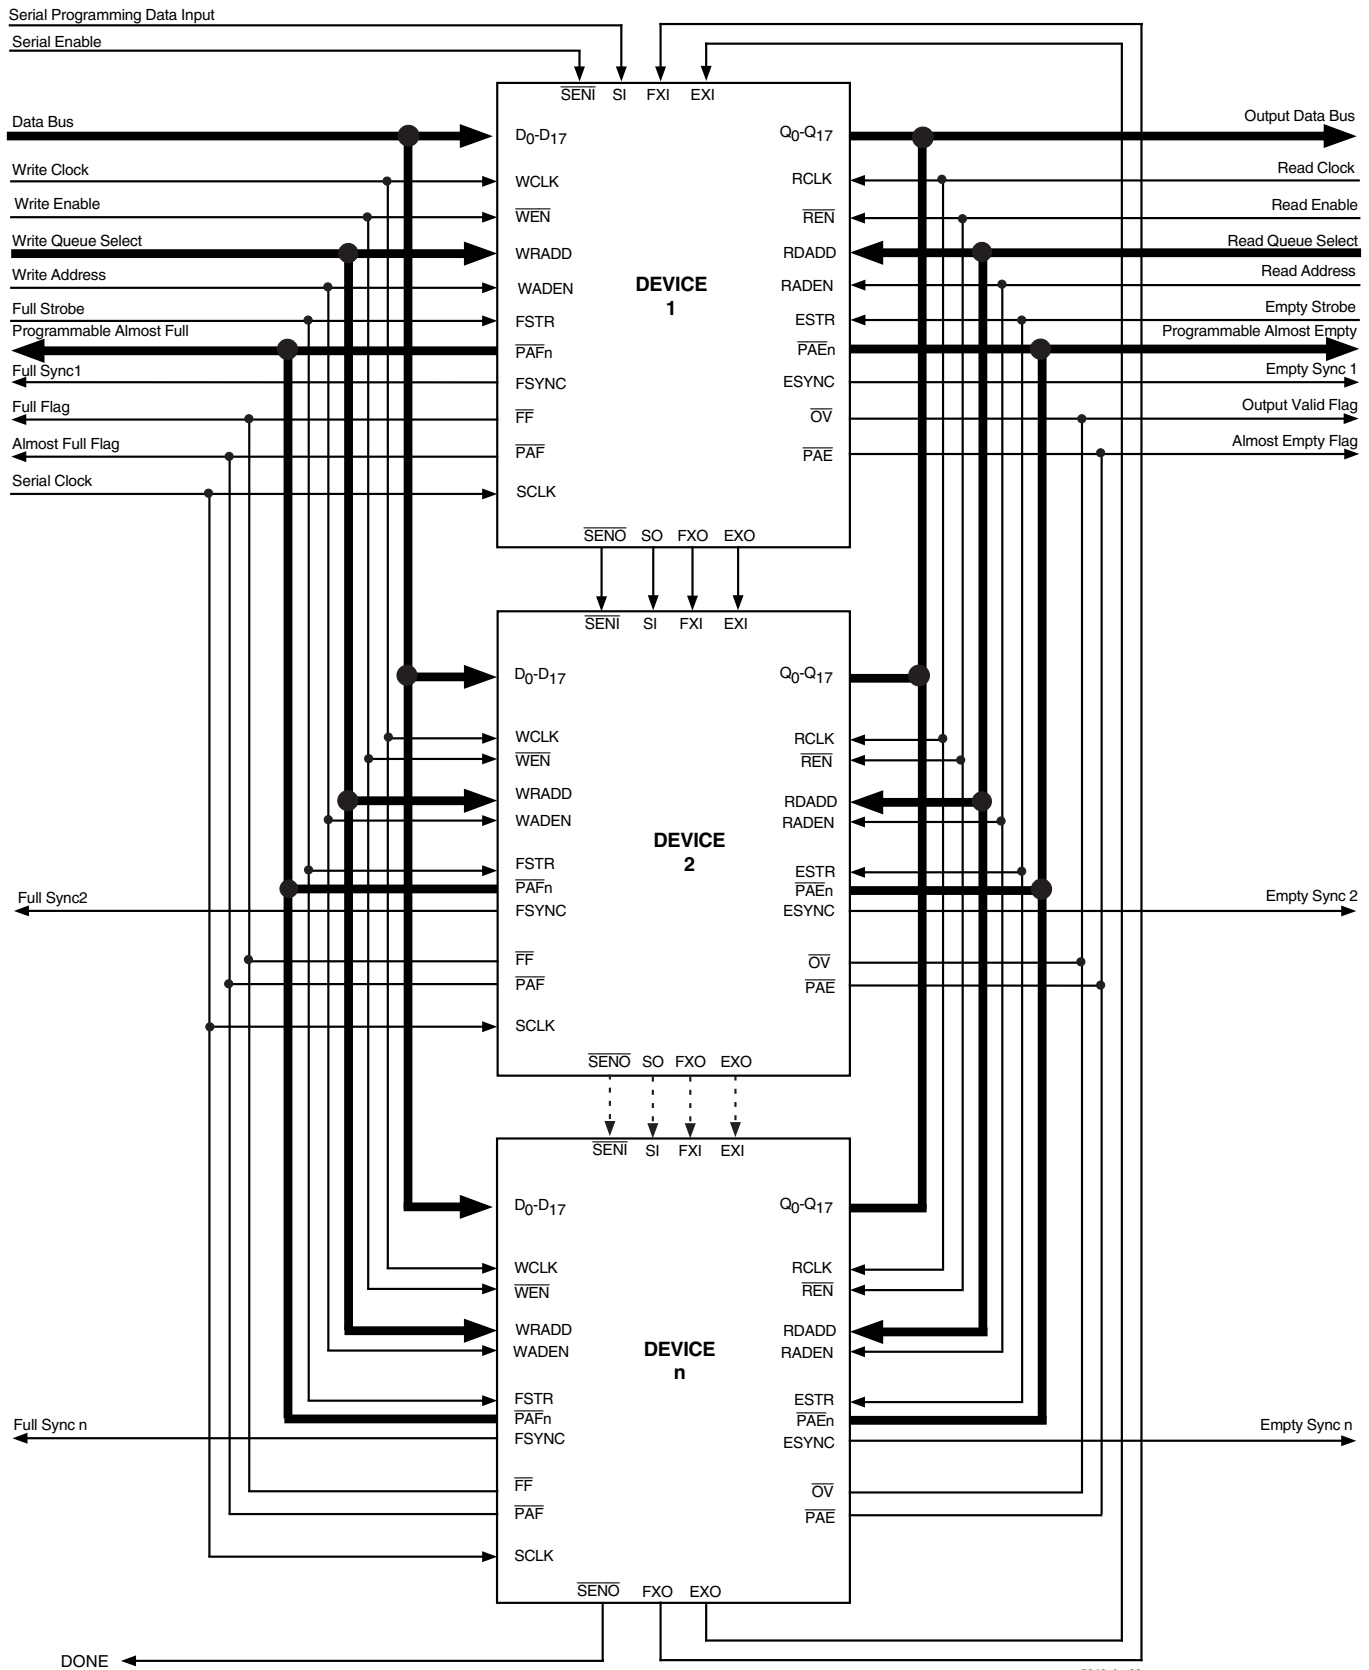 Serial Programming Data Input
Serial Enable
SENI SI FXI EXI
Data Bus
D0-D17
Q0-Q17
Output Data Bus
Write Clock
WCLK
RCLK
Read Clock
Write Enable
WEN
REN
Read Enable
Write Queue Select
WRADD
RDADD
Read Queue Select
Write Address
WADEN
DEVICE
1
RADEN
Read Address
Full Strobe
FSTR
ESTR
Empty Strobe
Programmable Almost Full
PAFn
PAEn
Programmable Almost Empty
Full Sync1
FSYNC
ESYNC
Empty Sync 1
Full Flag
FF
OV
Output Valid Flag
Almost Full Flag
PAF
PAE
Almost Empty Flag
Serial Clock
SCLK
SENO SO FXO EXO
SENI SI FXI EXI
D0-D17
Q0-Q17
WCLK
RCLK
WEN
REN
WRADD
RDADD
WADEN
RADEN
DEVICE
2
FSTR
ESTR
PAFn
PAEn
Full Sync2
FSYNC
ESYNC
Empty Sync 2
FF
OV
PAF
PAE
SCLK
SENO SO FXO EXO
SENI SI FXI EXI
D0-D17
Q0-Q17
WCLK
RCLK
WEN
REN
WRADD
RDADD
WADEN
RADEN
DEVICE
n
FSTR
ESTR
PAFn
PAEn
Full Sync n
FSYNC
ESYNC
Empty Sync n
FF
OV
PAF
PAE
SCLK
SENO FXO EXO
DONE